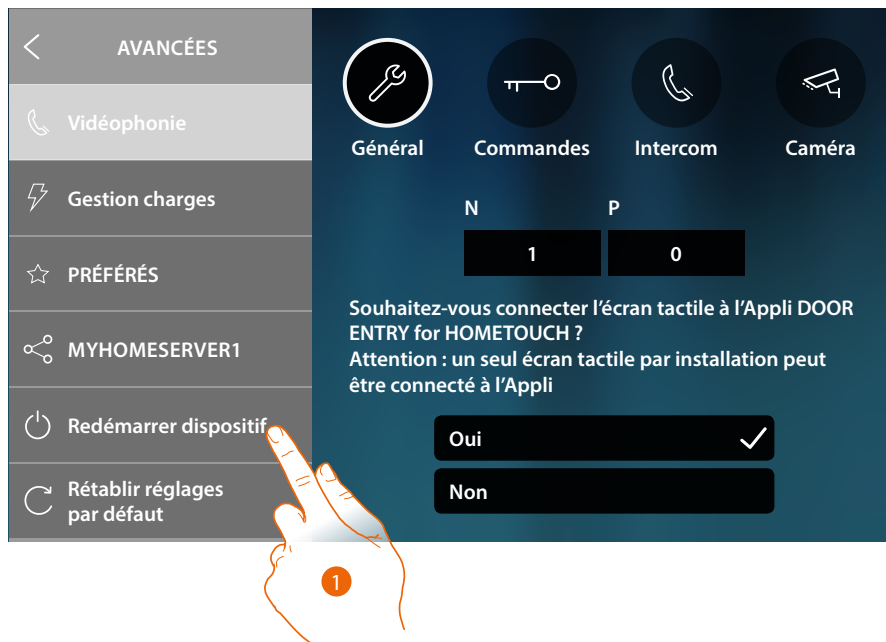 AVANCÉES
Vidéophonie
Gestion charges
PRÉFÉRÉS
MYHOMESERVER1
Redémarrer dispositif
Rétablir réglages
par défaut
Général
Commandes
Intercom
Caméra
N
P
1
0
Souhaitez-vous connecter l’écran tactile à l’Appli DOOR
ENTRY for HOMETOUCH ?
Attention : un seul écran tactile par installation peut
être connecté à l’Appli
Oui
Non
1